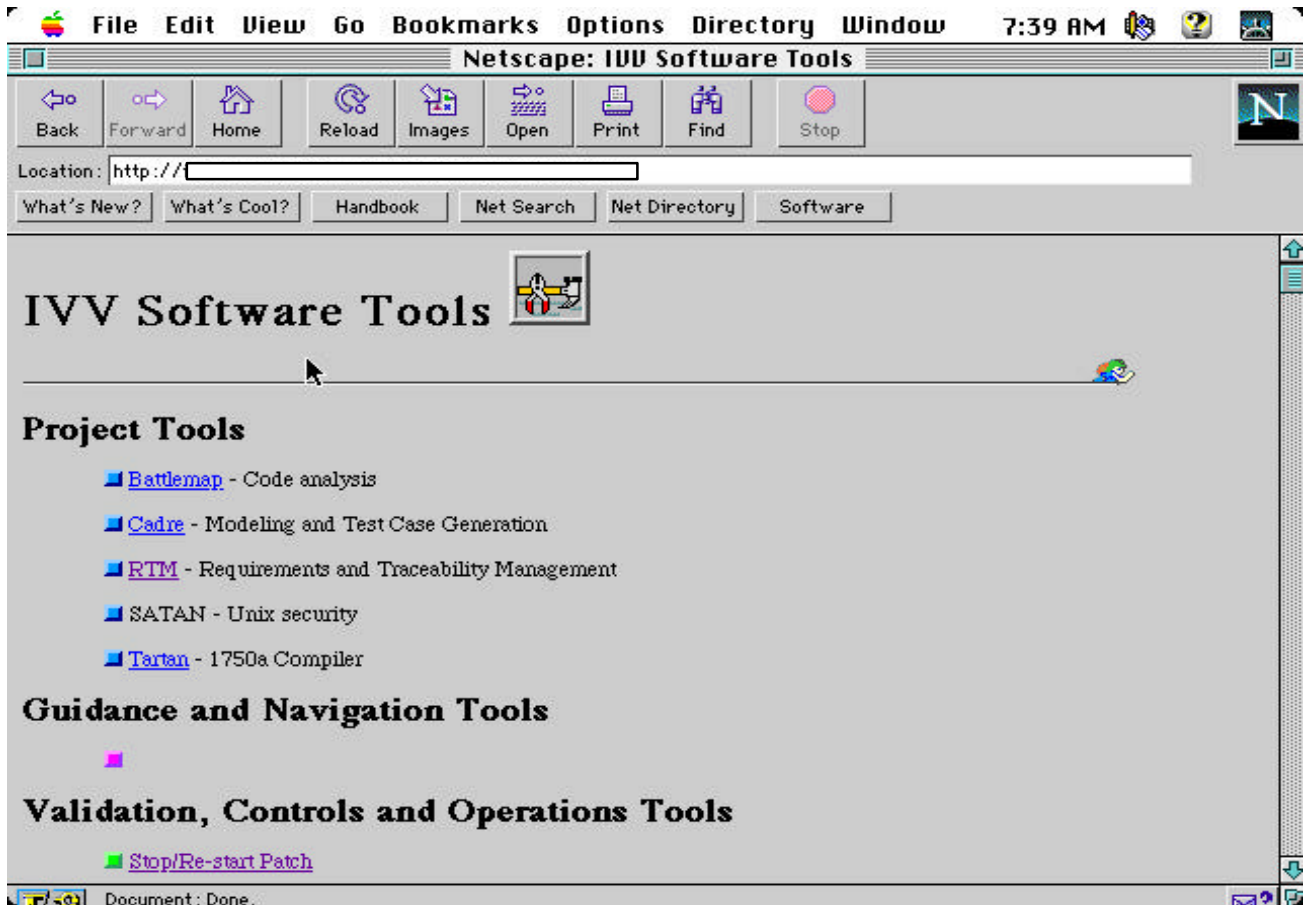 File Edit View Go Bookmarks Options Directory Window 7:39 AM
Netscape: IVV Software Tools
Back Forward Home Reload Images Open Print Find Stop
N
Location: http://
What's New? What's Cool? Handbook Net Search Net Directory Software
IVV Software Tools
Project Tools
Battlemap - Code analysis
Cadre - Modeling and Test Case Generation
RTM - Requirements and Traceability Management
SATAN - Unix security
Tartan - 1750a Compiler
Guidance and Navigation Tools
Validation, Controls and Operations Tools
Stop/Re-start Patch
Document: Done.